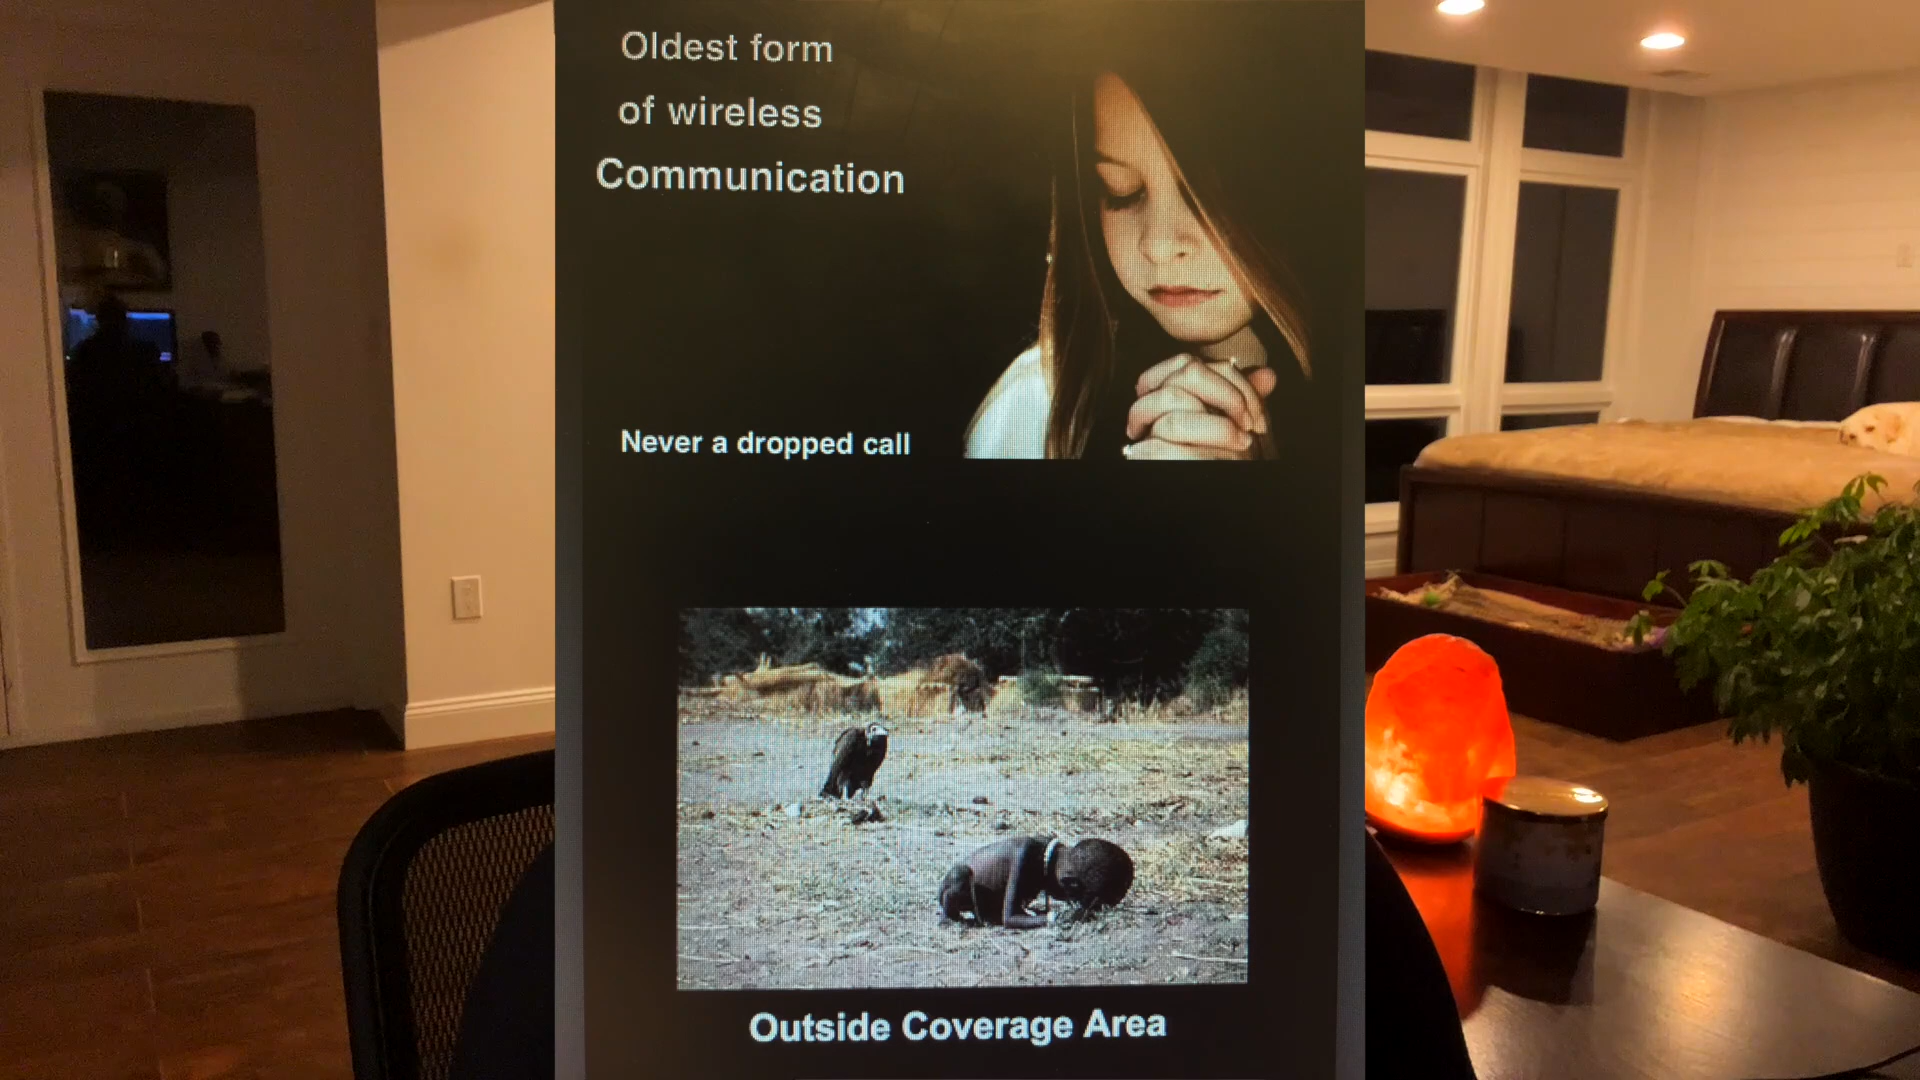 Oldest form
of wireless
Communication
Never a dropped call
Outside Coverage Area